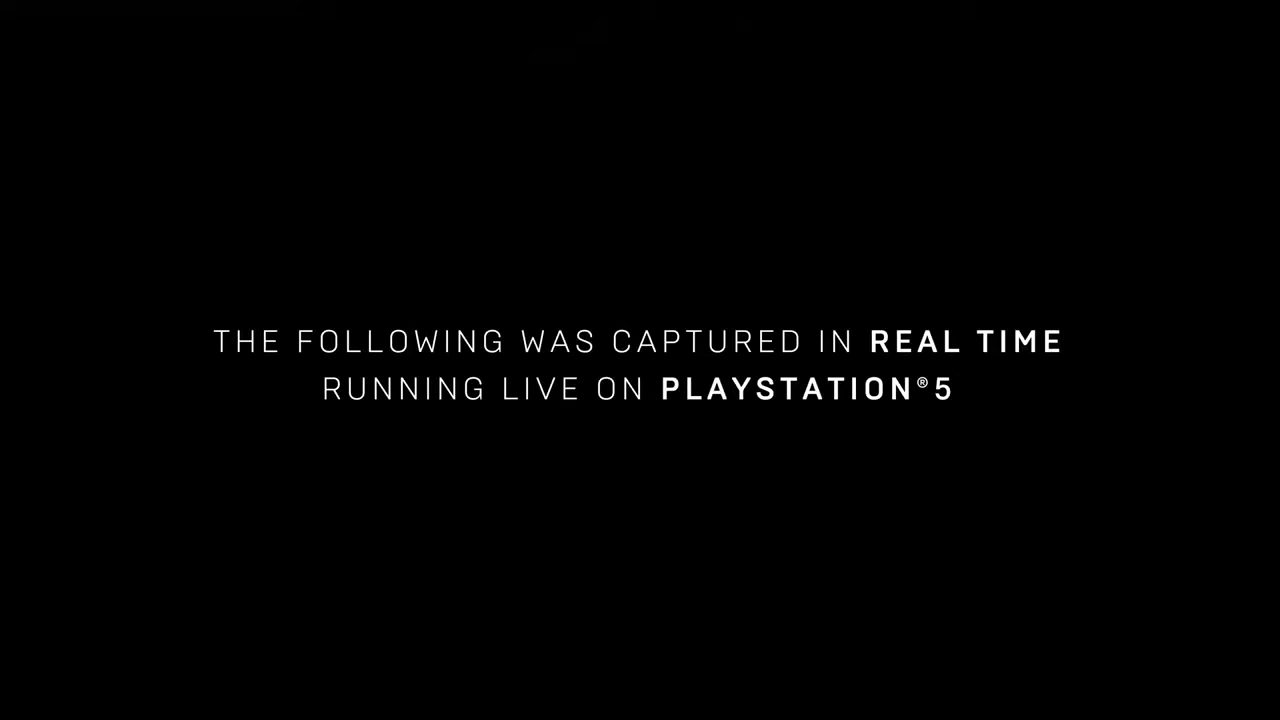 THE FOLLOWING WAS CAPTURED IN REAL TIME
RUNNING LIVE ON PLAYSTATION®5